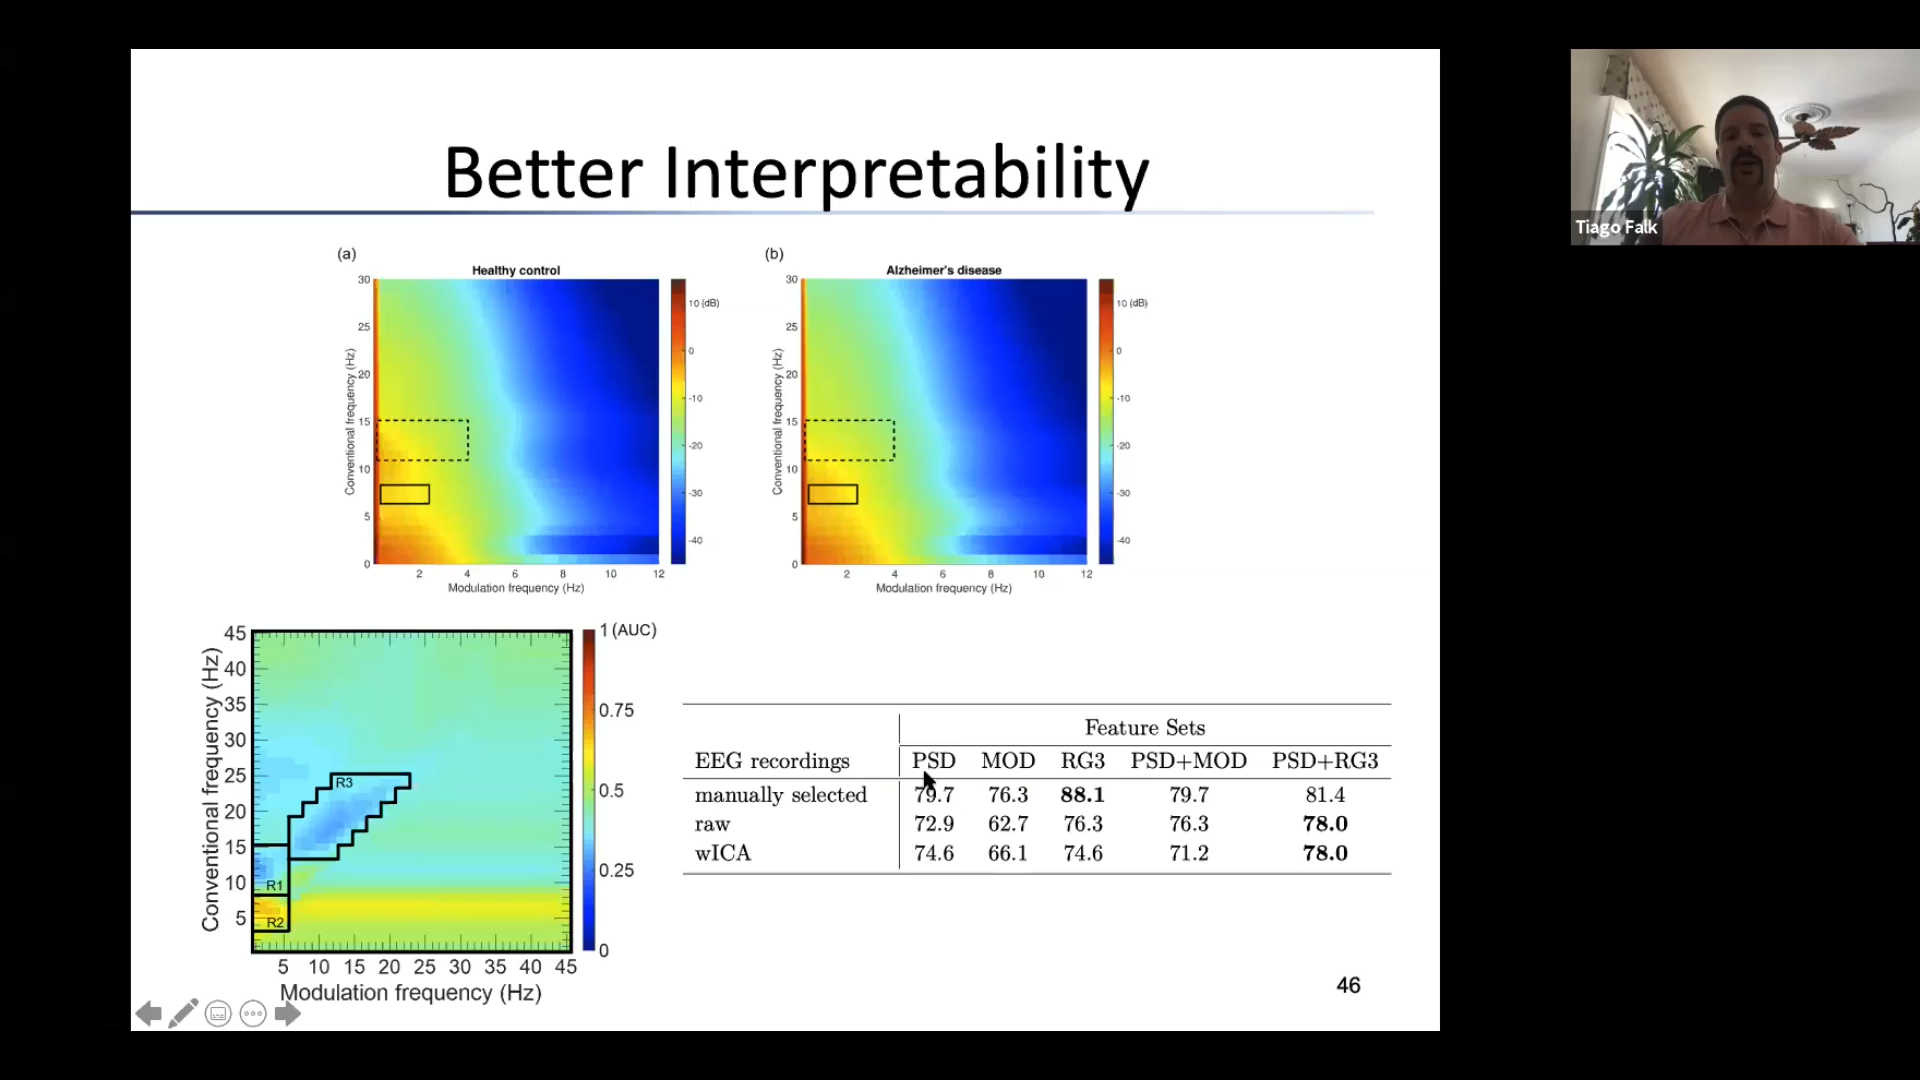 Better Interpretability
Tiago Falk
(a)
Healthy control
30
25
20
15
10
5
0
Conventional frequency (Hz)
2 4 6 8 10 12
Modulation frequency (Hz)
10 (dB)
0
-10
-20
-30
-40
(b)
Alzheimer's disease
30
25
20
15
10
5
0
Conventional frequency (Hz)
2 4 6 8 10 12
Modulation frequency (Hz)
10 (dB)
0
-10
-20
-30
-40
45
40
35
30
25
20
15
10
5
Conventional frequency (Hz)
R3
R1
R2
5 10 15 20 25 30 35 40 45
Modulation frequency (Hz)
1 (AUC)
0.75
0.5
0.25
0
Feature Sets
EEG recordings PSD MOD RG3 PSD+MOD PSD+RG3
manually selected 79.7 76.3 88.1 79.7 81.4
raw 72.9 62.7 76.3 76.3 78.0
wICA 74.6 66.1 74.6 71.2 78.0
46